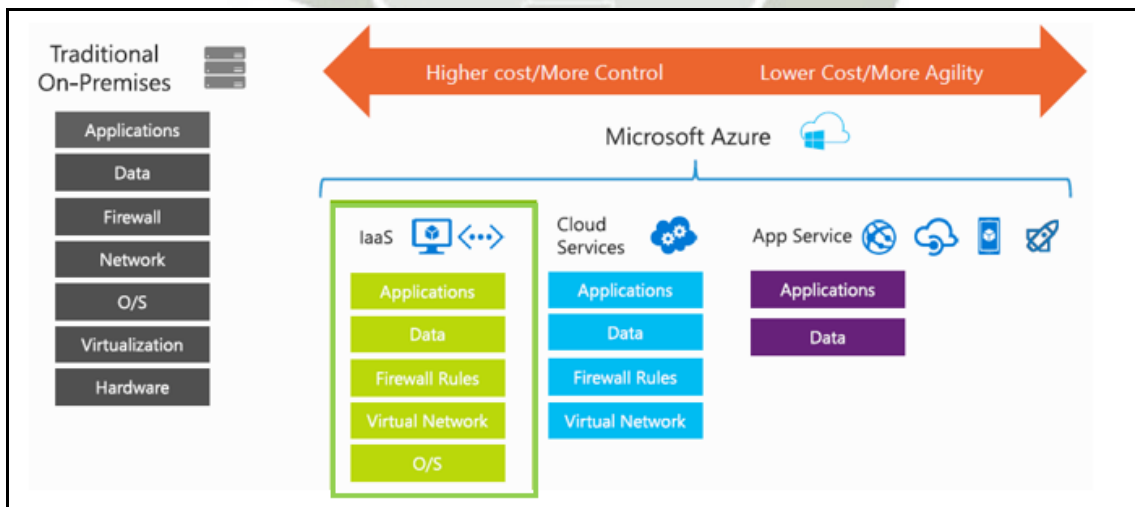 Traditional
On-Premises
Applications
Data
Firewall
Network
O/S
Virtualization
Hardware
Higher cost/More Control
Lower Cost/More Agility
Microsoft Azure
IaaS
Applications
Data
Firewall Rules
Virtual Network
O/S
Cloud
Services
Applications
Data
Firewall Rules
Virtual Network
App Service
Applications
Data